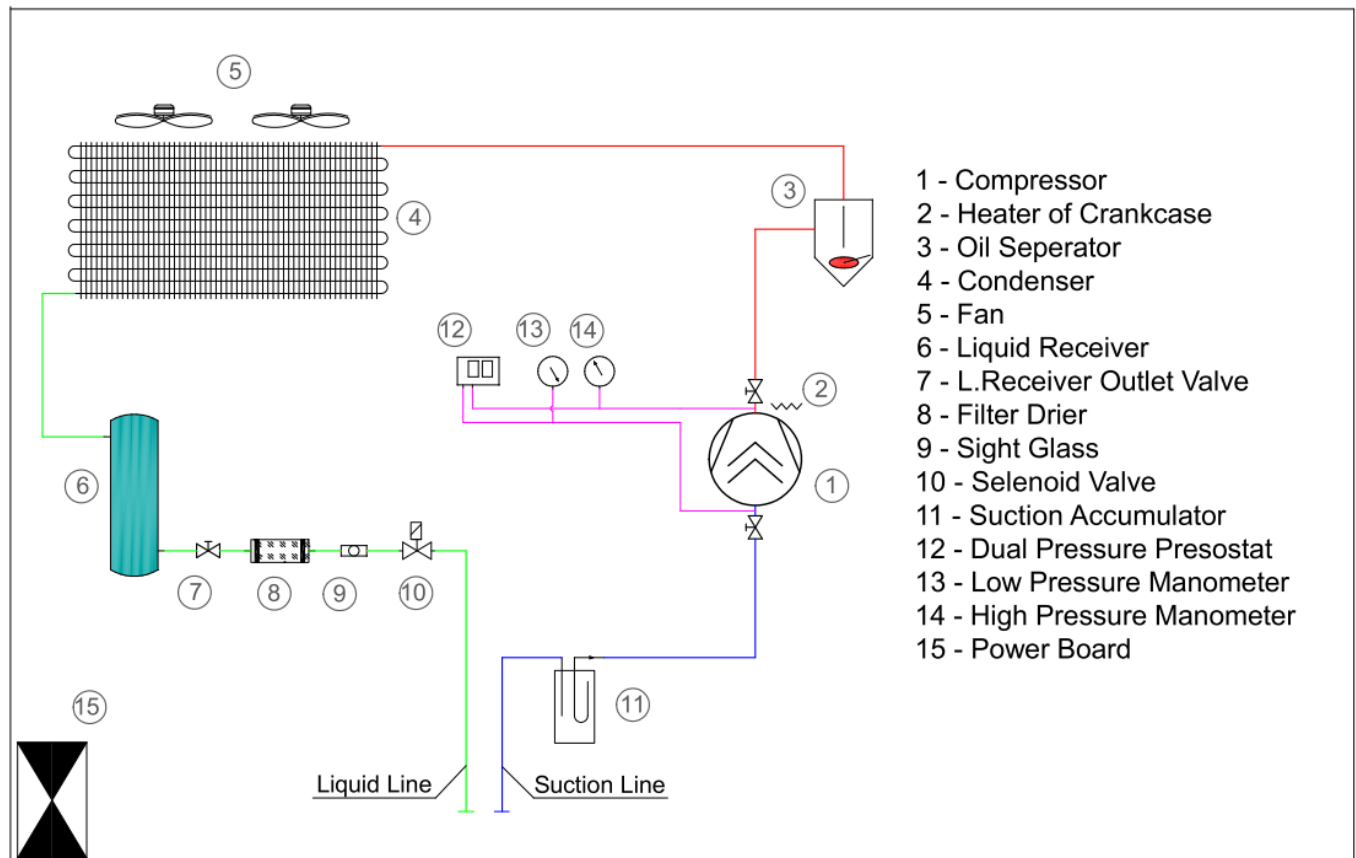 5
3
4
12
13
14
2
1
6
7
8
9
10
11
15
Liquid Line
Suction Line
1 - Compressor
2 - Heater of Crankcase
3 - Oil Seperator
4 - Condenser
5 - Fan
6 - Liquid Receiver
7 - L.Receiver Outlet Valve
8 - Filter Drier
9 - Sight Glass
10 - Selenoid Valve
11 - Suction Accumulator
12 - Dual Pressure Presostat
13 - Low Pressure Manometer
14 - High Pressure Manometer
15 - Power Board